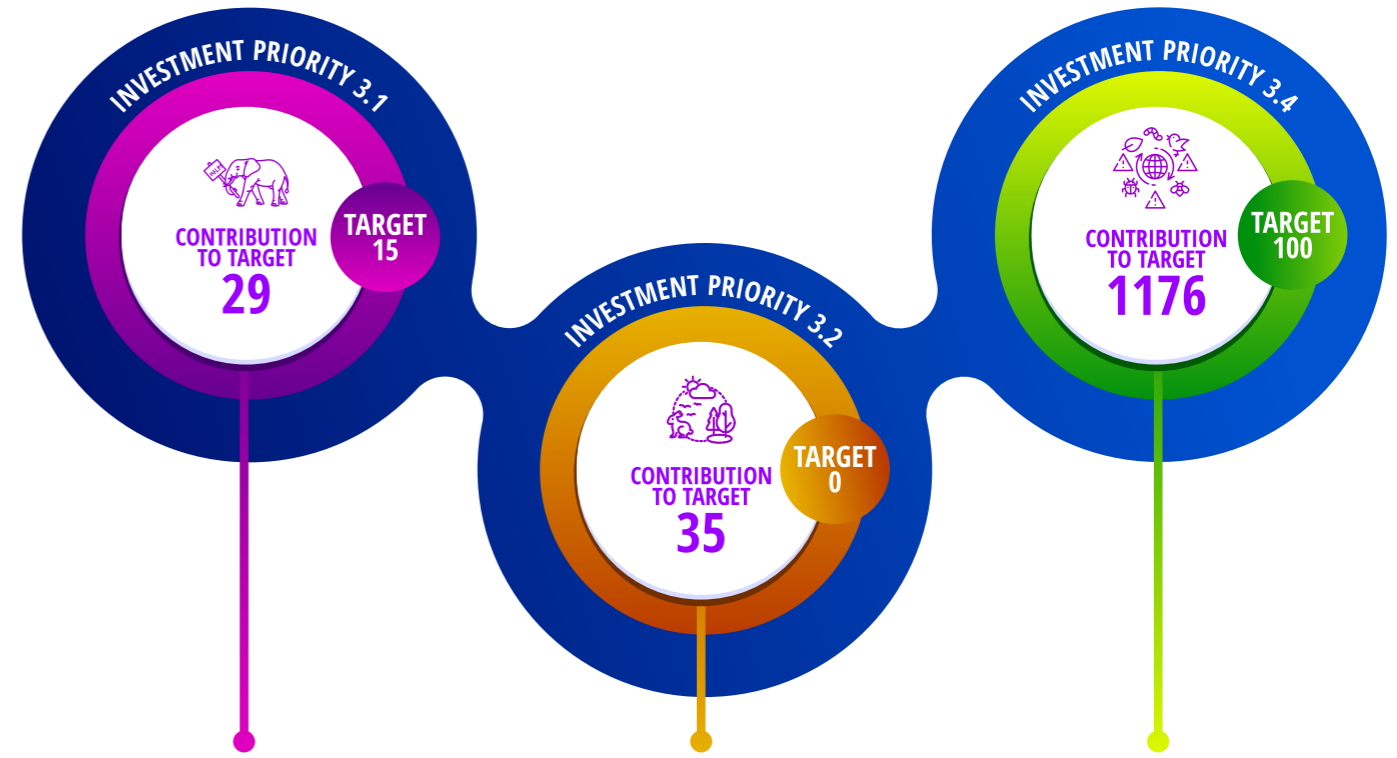 INVESTMENT PRIORITY 3.1
CONTRIBUTION
TO TARGET
29
TARGET
15
INVESTMENT PRIORITY 3.2
CONTRIBUTION
TO TARGET
35
TARGET
0
INVESTMENT PRIORITY 3.4
CONTRIBUTION
TO TARGET
1176
TARGET
100